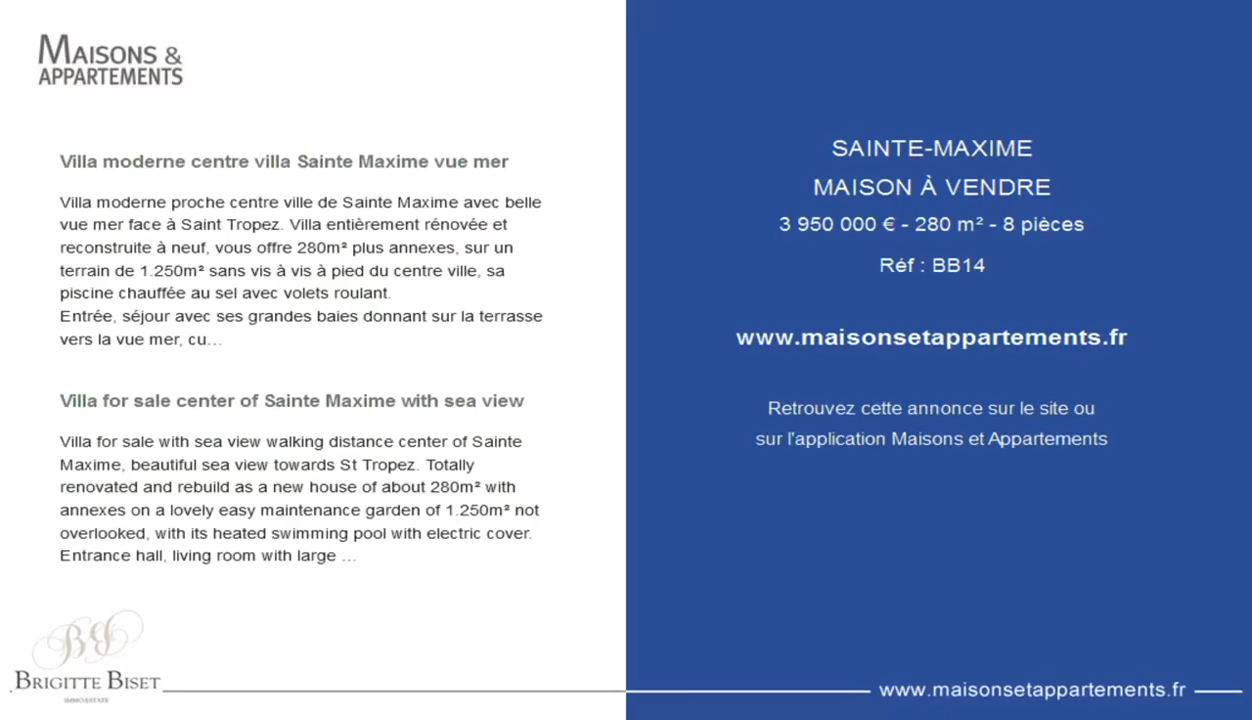 MAISONS &
APPARTEMENTS
Villa moderne centre villa Sainte Maxime vue mer
Villa moderne proche centre ville de Sainte Maxime avec belle
vue mer face à Saint Tropez. Villa entièrement rénovée et
reconstruite à neuf, vous offre 280m² plus annexes, sur un
terrain de 1.250m² sans vis à vis à pied du centre ville, sa
piscine chauffée au sel avec volets roulant.
Entrée, séjour avec ses grandes baies donnant sur la terrasse
vers la vue mer, cu...
Villa for sale center of Sainte Maxime with sea view
Villa for sale with sea view walking distance center of Sainte
Maxime, beautiful sea view towards St Tropez. Totally
renovated and rebuild as a new house of about 280m² with
annexes on a lovely easy maintenance garden of 1.250m² not
overlooked, with its heated swimming pool with electric cover.
Entrance hall, living room with large ...
BB
BRIGITTE BISET
IMMO ESTATE
SAINTE-MAXIME
MAISON À VENDRE
3 950 000 € - 280 m² - 8 pièces
Réf : BB14
www.maisonsetappartements.fr
Retrouvez cette annonce sur le site ou
sur l'application Maisons et Appartements
www.maisonsetappartements.fr